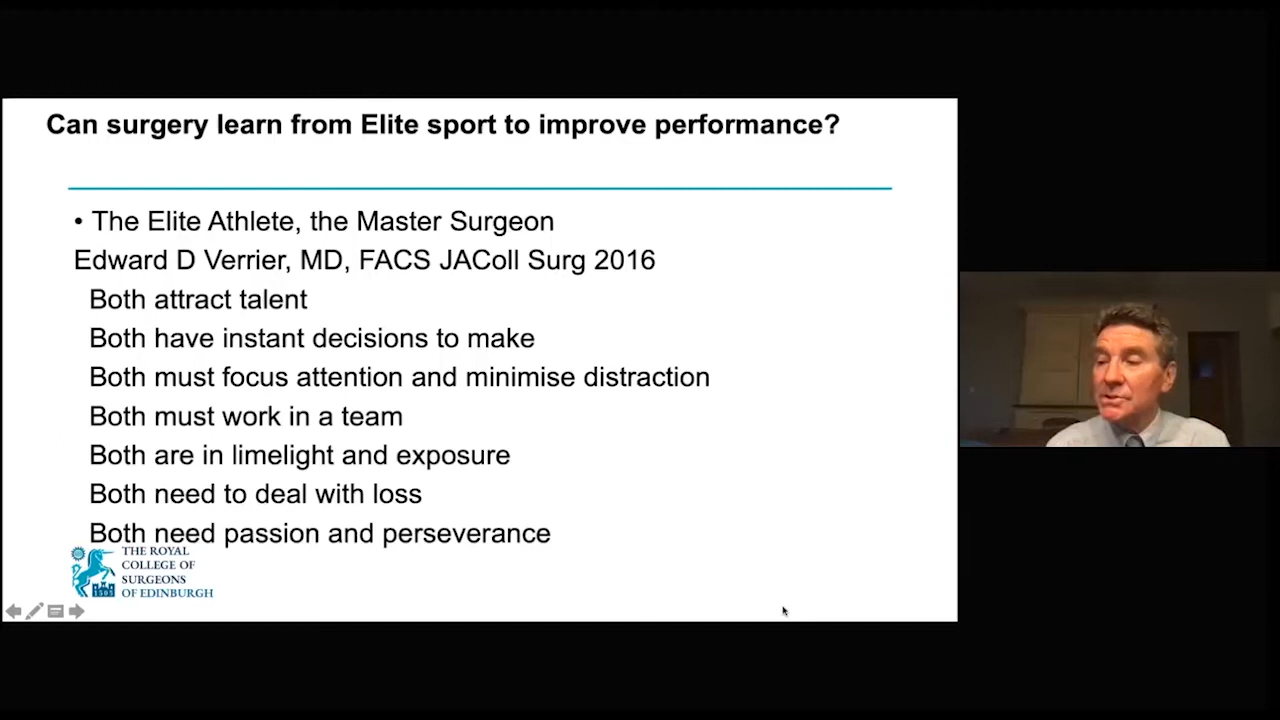 Can surgery learn from Elite sport to improve performance?
• The Elite Athlete, the Master Surgeon
Edward D Verrier, MD, FACS JAColl Surg 2016
Both attract talent
Both have instant decisions to make
Both must focus attention and minimise distraction
Both must work in a team
Both are in limelight and exposure
Both need to deal with loss
Both need passion and perseverance
THE ROYAL
COLLEGE OF
SURGEONS
OF EDINBURGH
1505